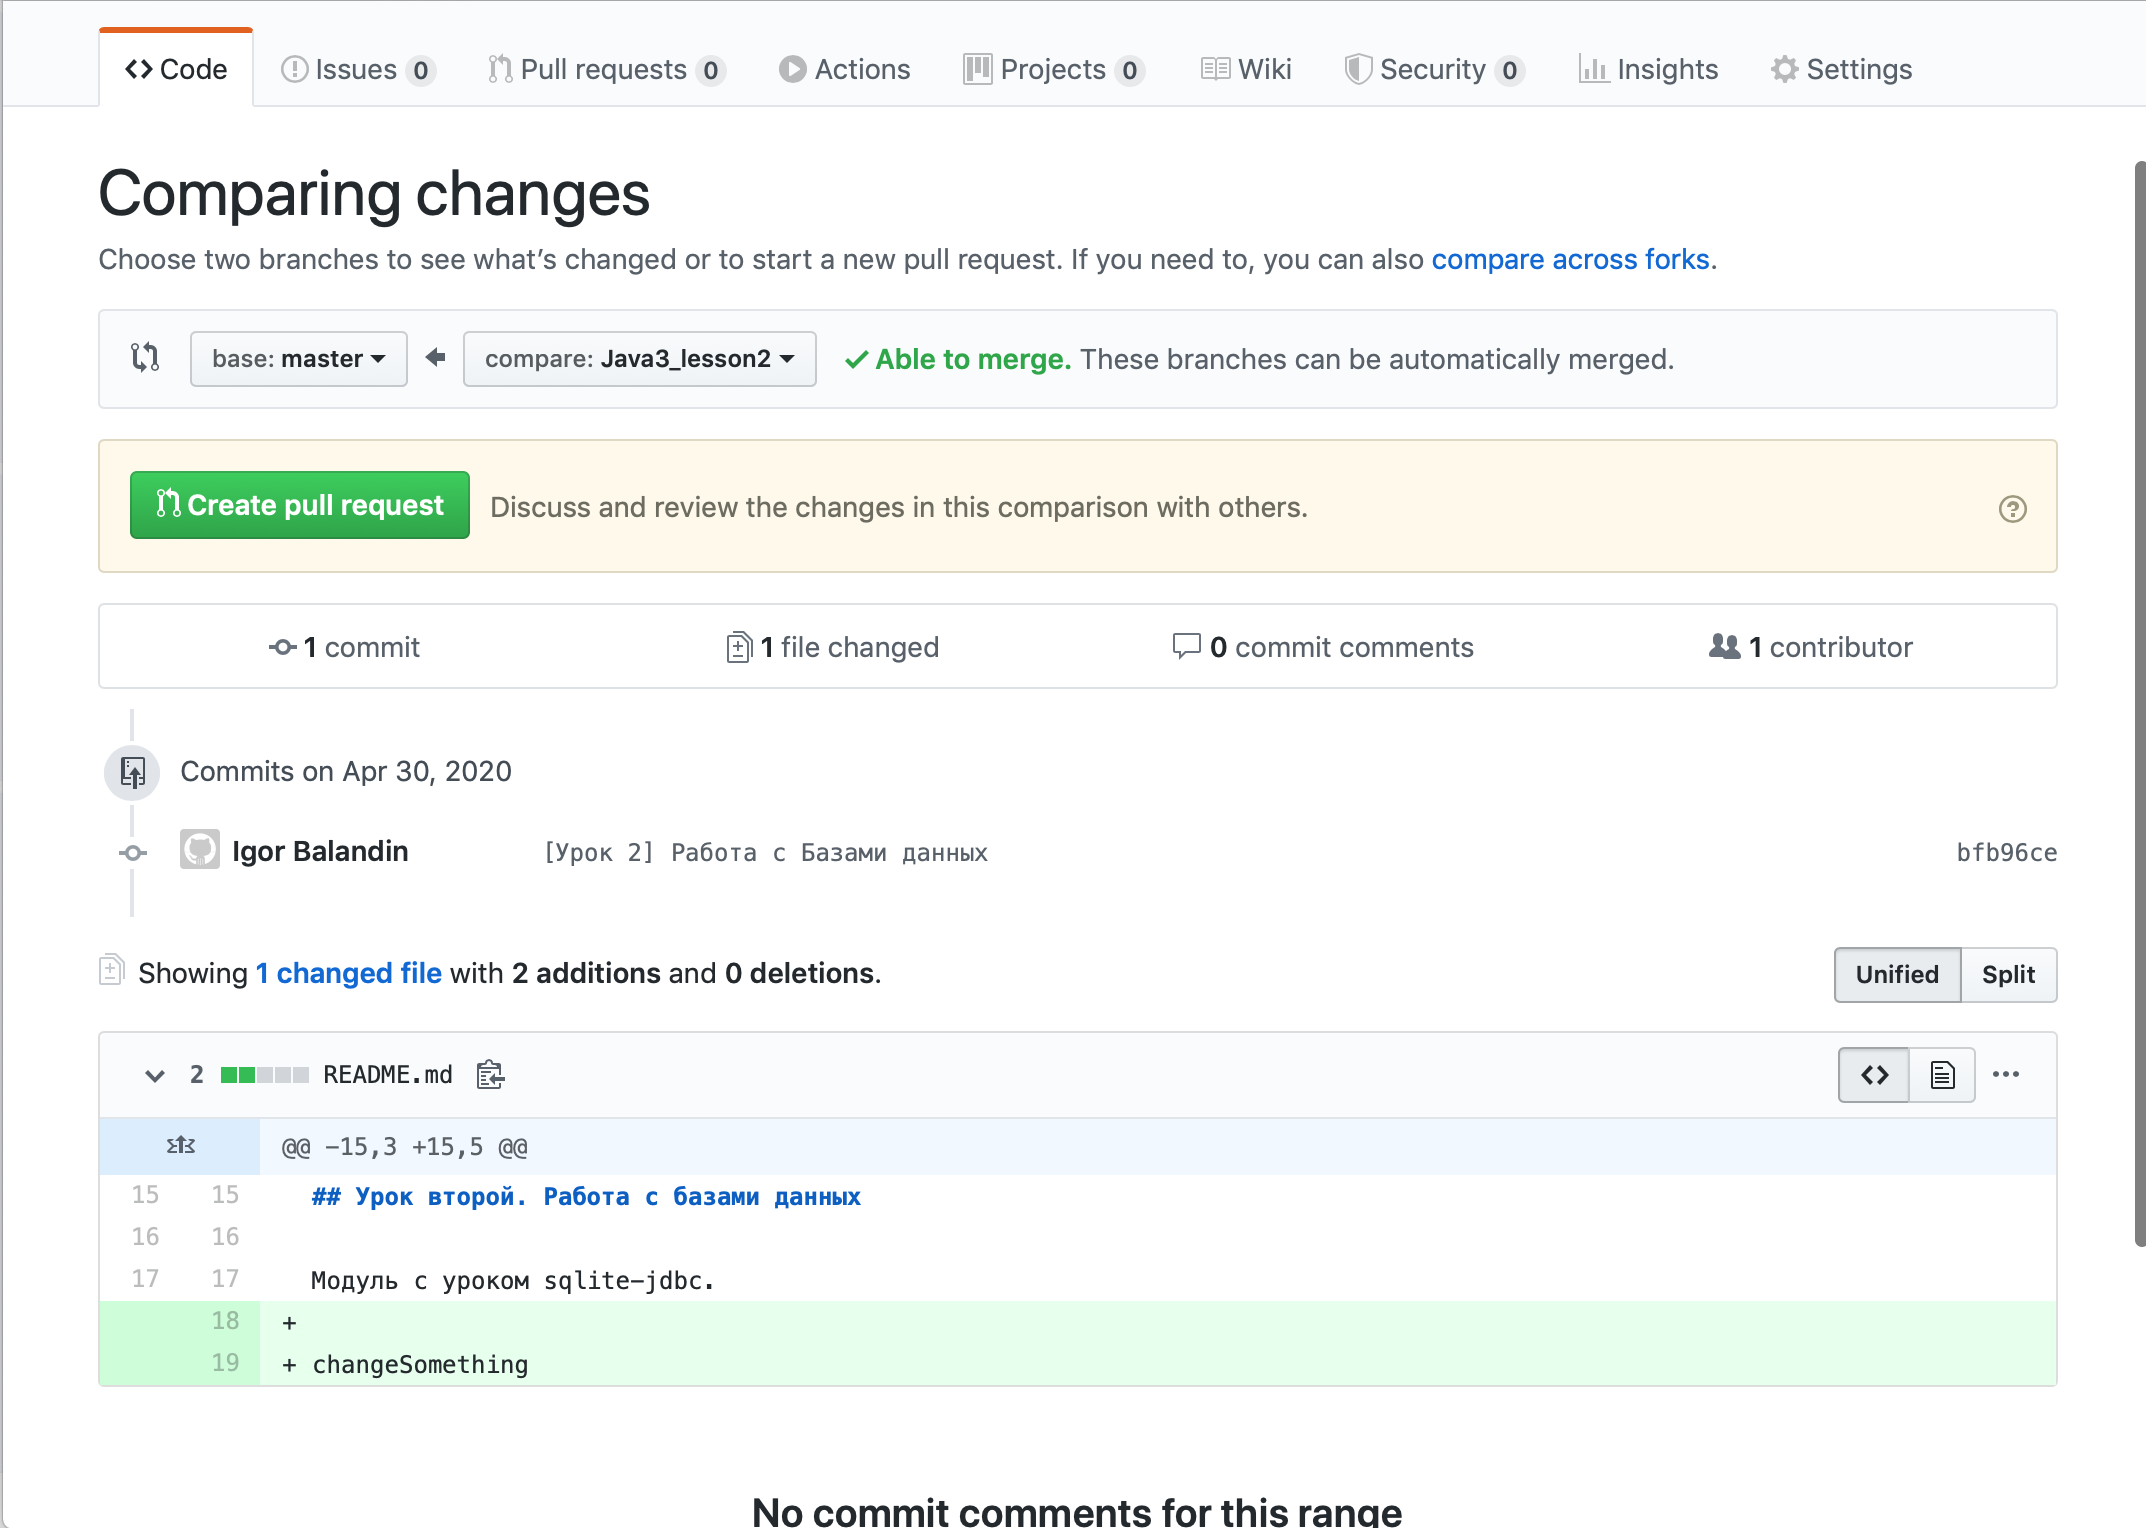 Code Issues 0 Pull requests 0 Actions Projects 0 Wiki Security 0 Insights Settings
Comparing changes
Choose two branches to see what’s changed or to start a new pull request. If you need to, you can also compare across forks.
base: master compare: Java3_lesson2 Able to merge. These branches can be automatically merged.
Create pull request Discuss and review the changes in this comparison with others.
1 commit 1 file changed 0 commit comments 1 contributor
Commits on Apr 30, 2020
Igor Balandin [Урок 2] Работа с Базами данных bfb96ce
Showing 1 changed file with 2 additions and 0 deletions. Unified Split
2 README.md
@@ -15,3 +15,5 @@
15 15 ## Урок второй. Работа с базами данных
16 16
17 17 Модуль с уроком sqlite-jdbc.
18 +
19 + changeSomething
No commit comments for this range